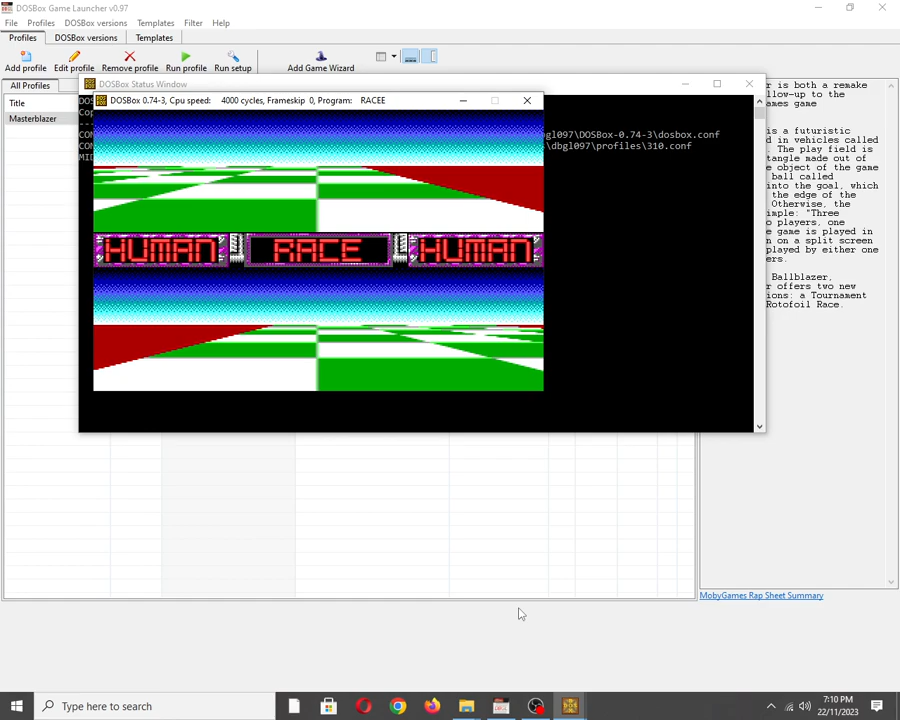 DOSBox Game Launcher v0.97
File Profiles DOSBox versions Templates Filter Help
Profiles DOSBox versions Templates
Add profile Edit profile Remove profile Run profile Run setup Add Game Wizard
All Profiles
Title
Masterblazer
DOSBox Status Window
DOSBox 0.74-3, Cpu speed: 4000 cycles, Frameskip 0, Program: RACEE
DOS
Cop
---
CON
CON
MID
bgl097\DOSBox-0.74-3\dosbox.conf
\dbgl097\profiles\310.conf
HUMAN RACE HUMAN
r is both a remake
llow-up to the
ames game
is a futuristic
d in vehicles called
. The play field is
tangle made out of
e object of the game
ball called
into the goal, which
the edge of the
Otherwise, the
imple: "Three
o players, one
e game is played in
n on a split screen
played by either one
ers.
Ballblazer,
r offers two new
ions: a Tournament
Rotofoil Race.
MobyGames Rap Sheet Summary
Type here to search
7:10 PM
22/11/2023